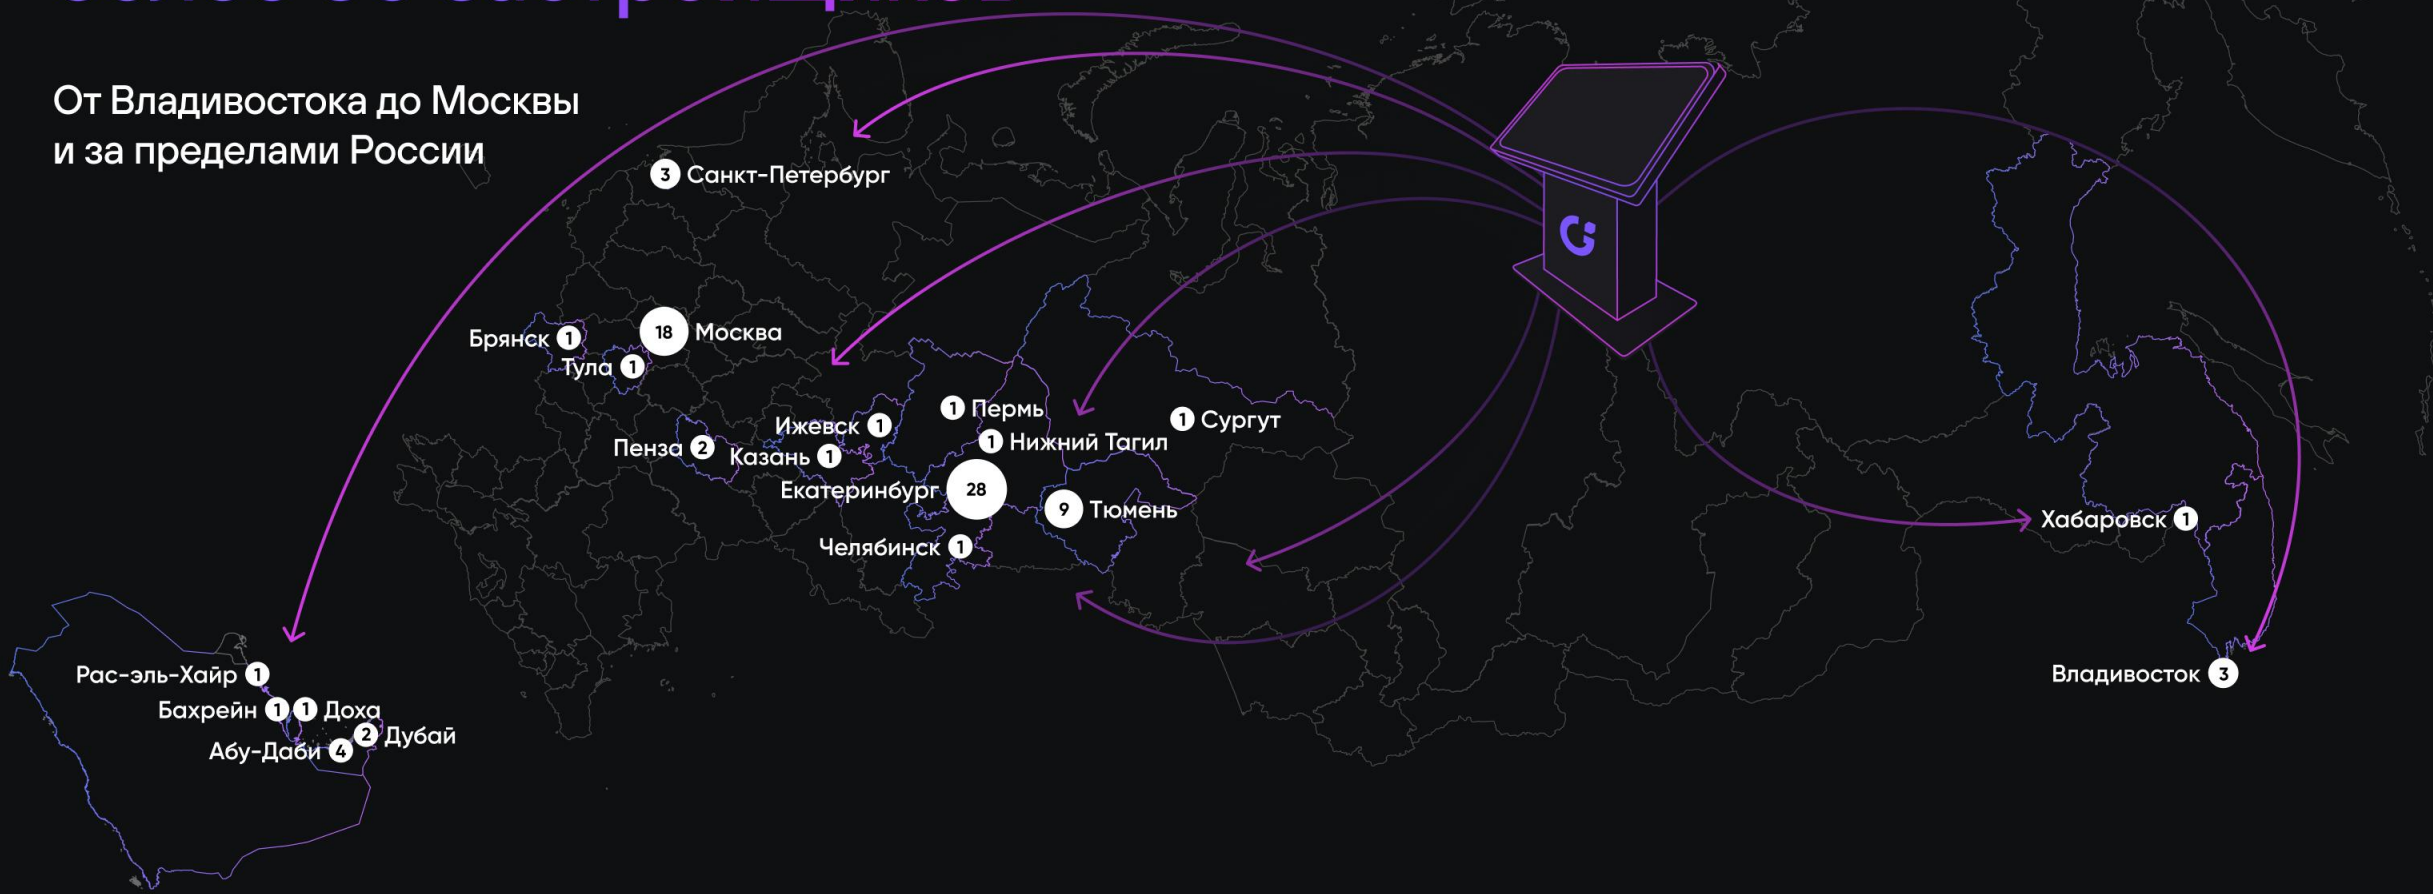 От Владивостока до Москвы
и за пределами России
3 Санкт-Петербург
18 Москва
Брянск 1
Тула 1
1 Пермь
1 Сургут
Ижевск 1
1 Нижний Тагил
Пенза 2
Казань 1
Екатеринбург 28
9 Тюмень
Челябинск 1
Хабаровск 1
Владивосток 3
Рас-эль-Хайр 1
Бахрейн 1
1 Доха
2 Дубай
Абу-Даби 4